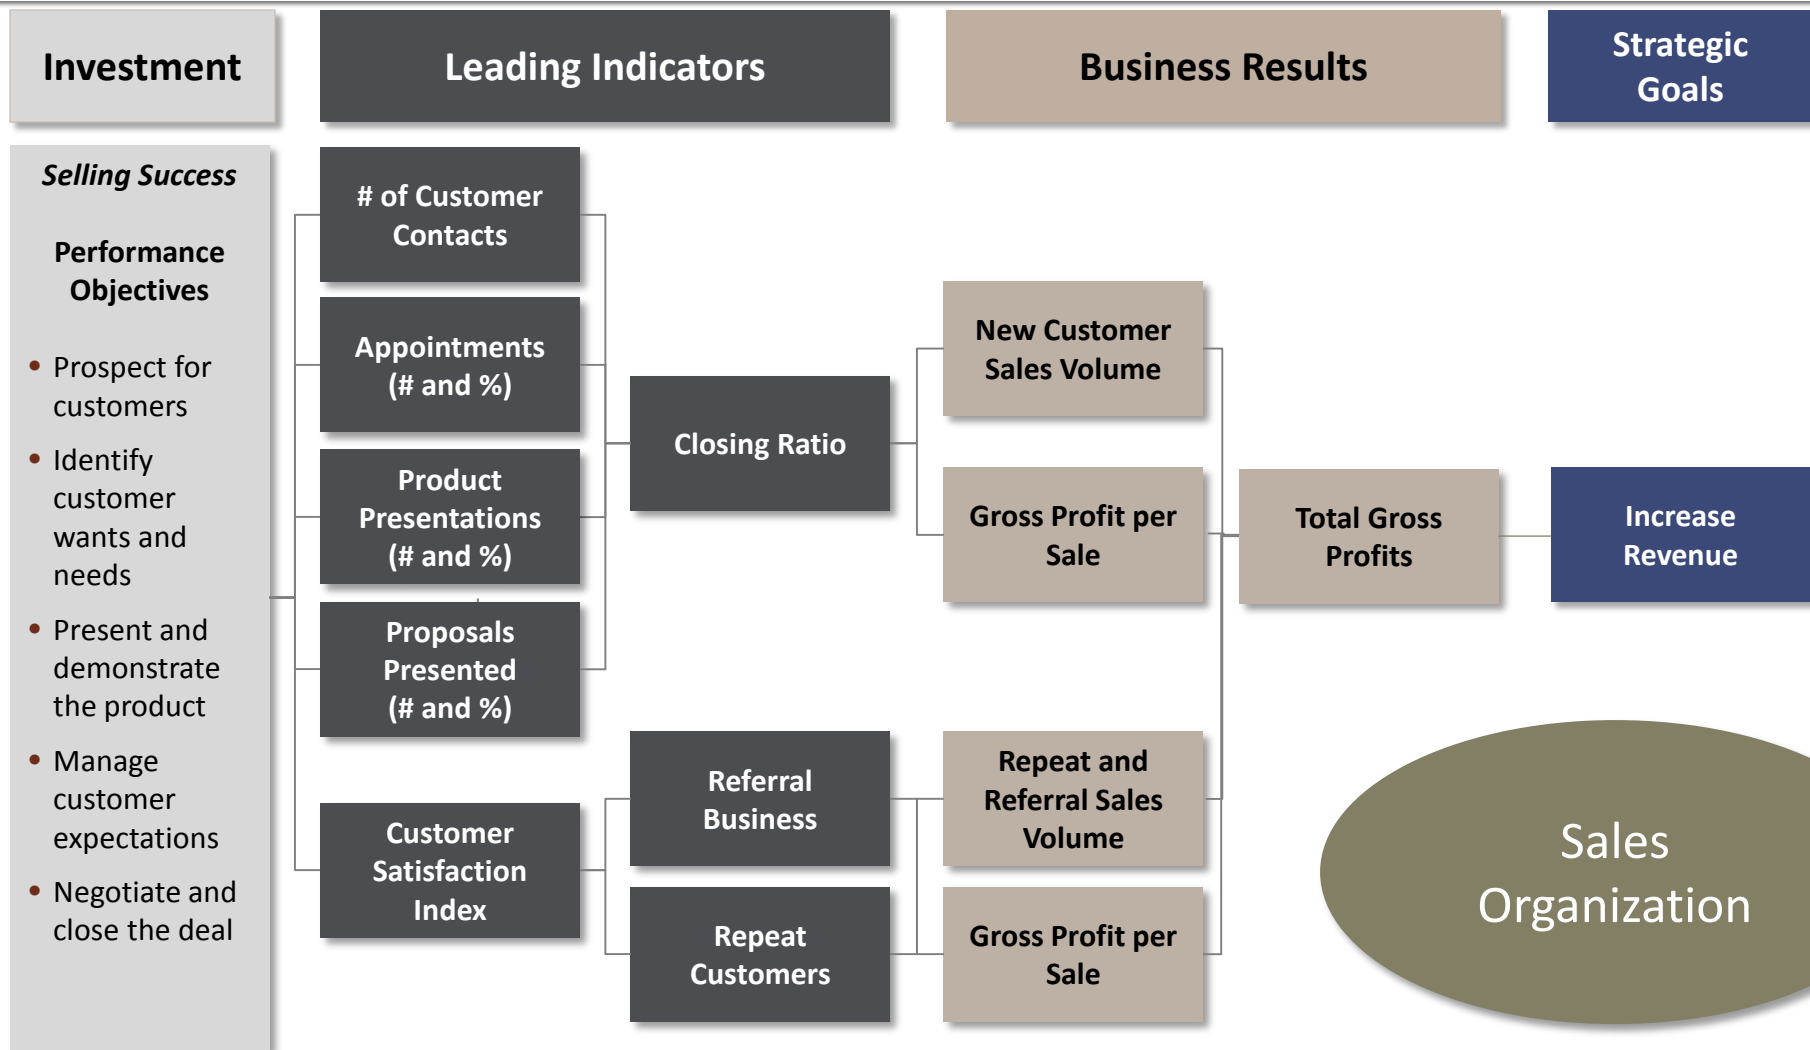 Investment
Leading Indicators
Business Results
Strategic
Goals
Selling Success
Performance
Objectives
• Prospect for
customers
• Identify
customer
wants and
needs
• Present and
demonstrate
the product
• Manage
customer
expectations
• Negotiate and
close the deal
# of Customer
Contacts
Appointments
(# and %)
Product
Presentations
(# and %)
Proposals
Presented
(# and %)
Customer
Satisfaction
Index
Closing Ratio
Referral
Business
Repeat
Customers
New Customer
Sales Volume
Gross Profit per
Sale
Repeat and
Referral Sales
Volume
Gross Profit per
Sale
Total Gross
Profits
Increase
Revenue
Sales
Organization